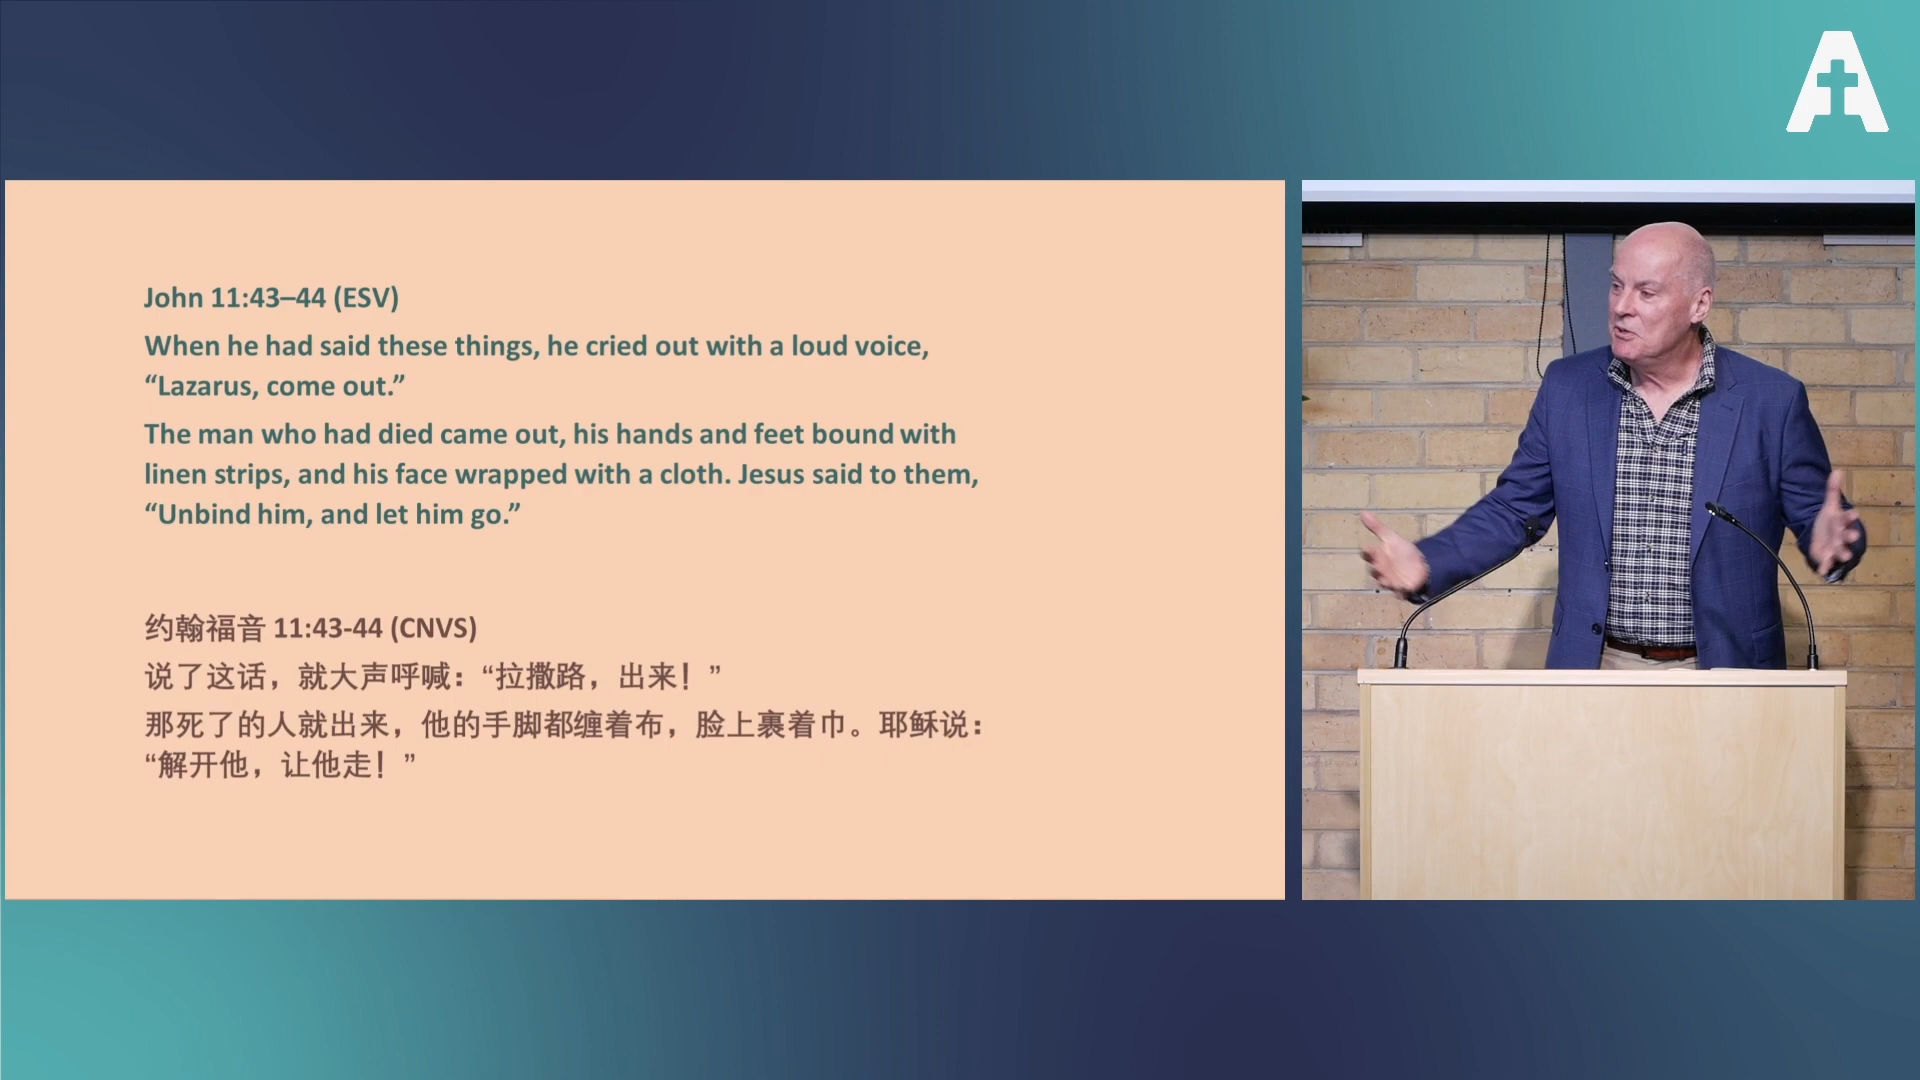 John 11:43–44 (ESV)
When he had said these things, he cried out with a loud voice,
“Lazarus, come out.”
The man who had died came out, his hands and feet bound with
linen strips, and his face wrapped with a cloth. Jesus said to them,
“Unbind him, and let him go.”
约翰福音 11:43-44 (CNVS)
说了这话，就大声呼喊：“拉撒路，出来！”
那死了的人就出来，他的手脚都缠着布，脸上裹着巾。耶稣说：
“解开他，让他走！”